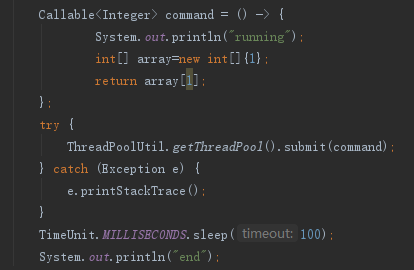 Callable<Integer> command = () -> {
System.out.println("running");
int[] array=new int[]{1};
return array[1];
};
try {
ThreadPoolUtil.getThreadPool().submit(command);
} catch (Exception e) {
e.printStackTrace();
}
TimeUnit.MILLISECONDS.sleep( timeout: 100);
System.out.println("end");